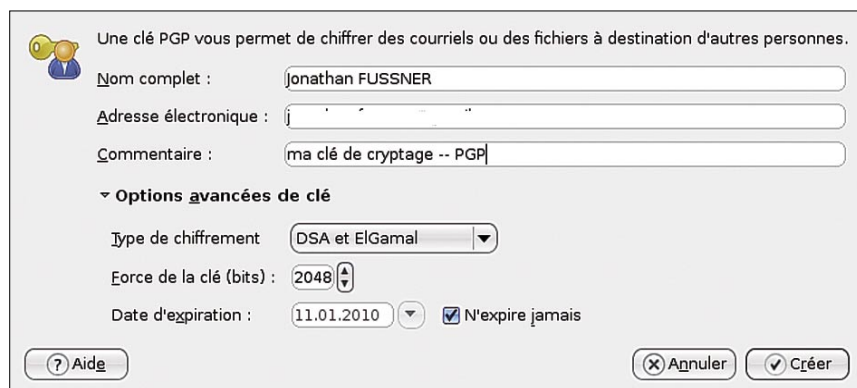 Une clé PGP vous permet de chiffrer des courriels ou des fichiers à destination d'autres personnes.
Nom complet : Jonathan FUSSNER
Adresse électronique : j
Commentaire : ma clé de cryptage -- PGP
Options avancées de clé
Type de chiffrement DSA et ElGamal
Force de la clé (bits) : 2048
Date d'expiration : 11.01.2010 N'expire jamais
? Aide Annuler Créer